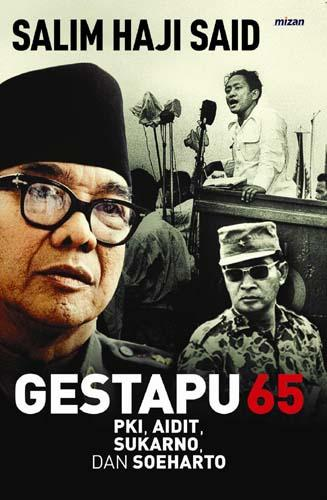 SALIM HAJI SAID
mizan
GESTAPU 65
PKI, AIDIT,
SUKARNO,
DAN SOEHARTO